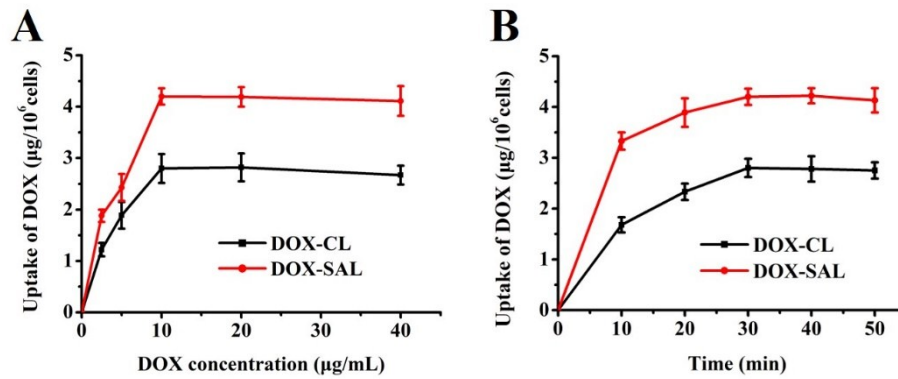 A
Uptake of DOX (μg/10⁶cells)
5
4
3
2
1
0
0 10 20 30 40
DOX concentration (μg/mL)
DOX-CL
DOX-SAL
B
Uptake of DOX (μg/10⁶cells)
5
4
3
2
1
0
0 10 20 30 40 50
Time (min)
DOX-CL
DOX-SAL